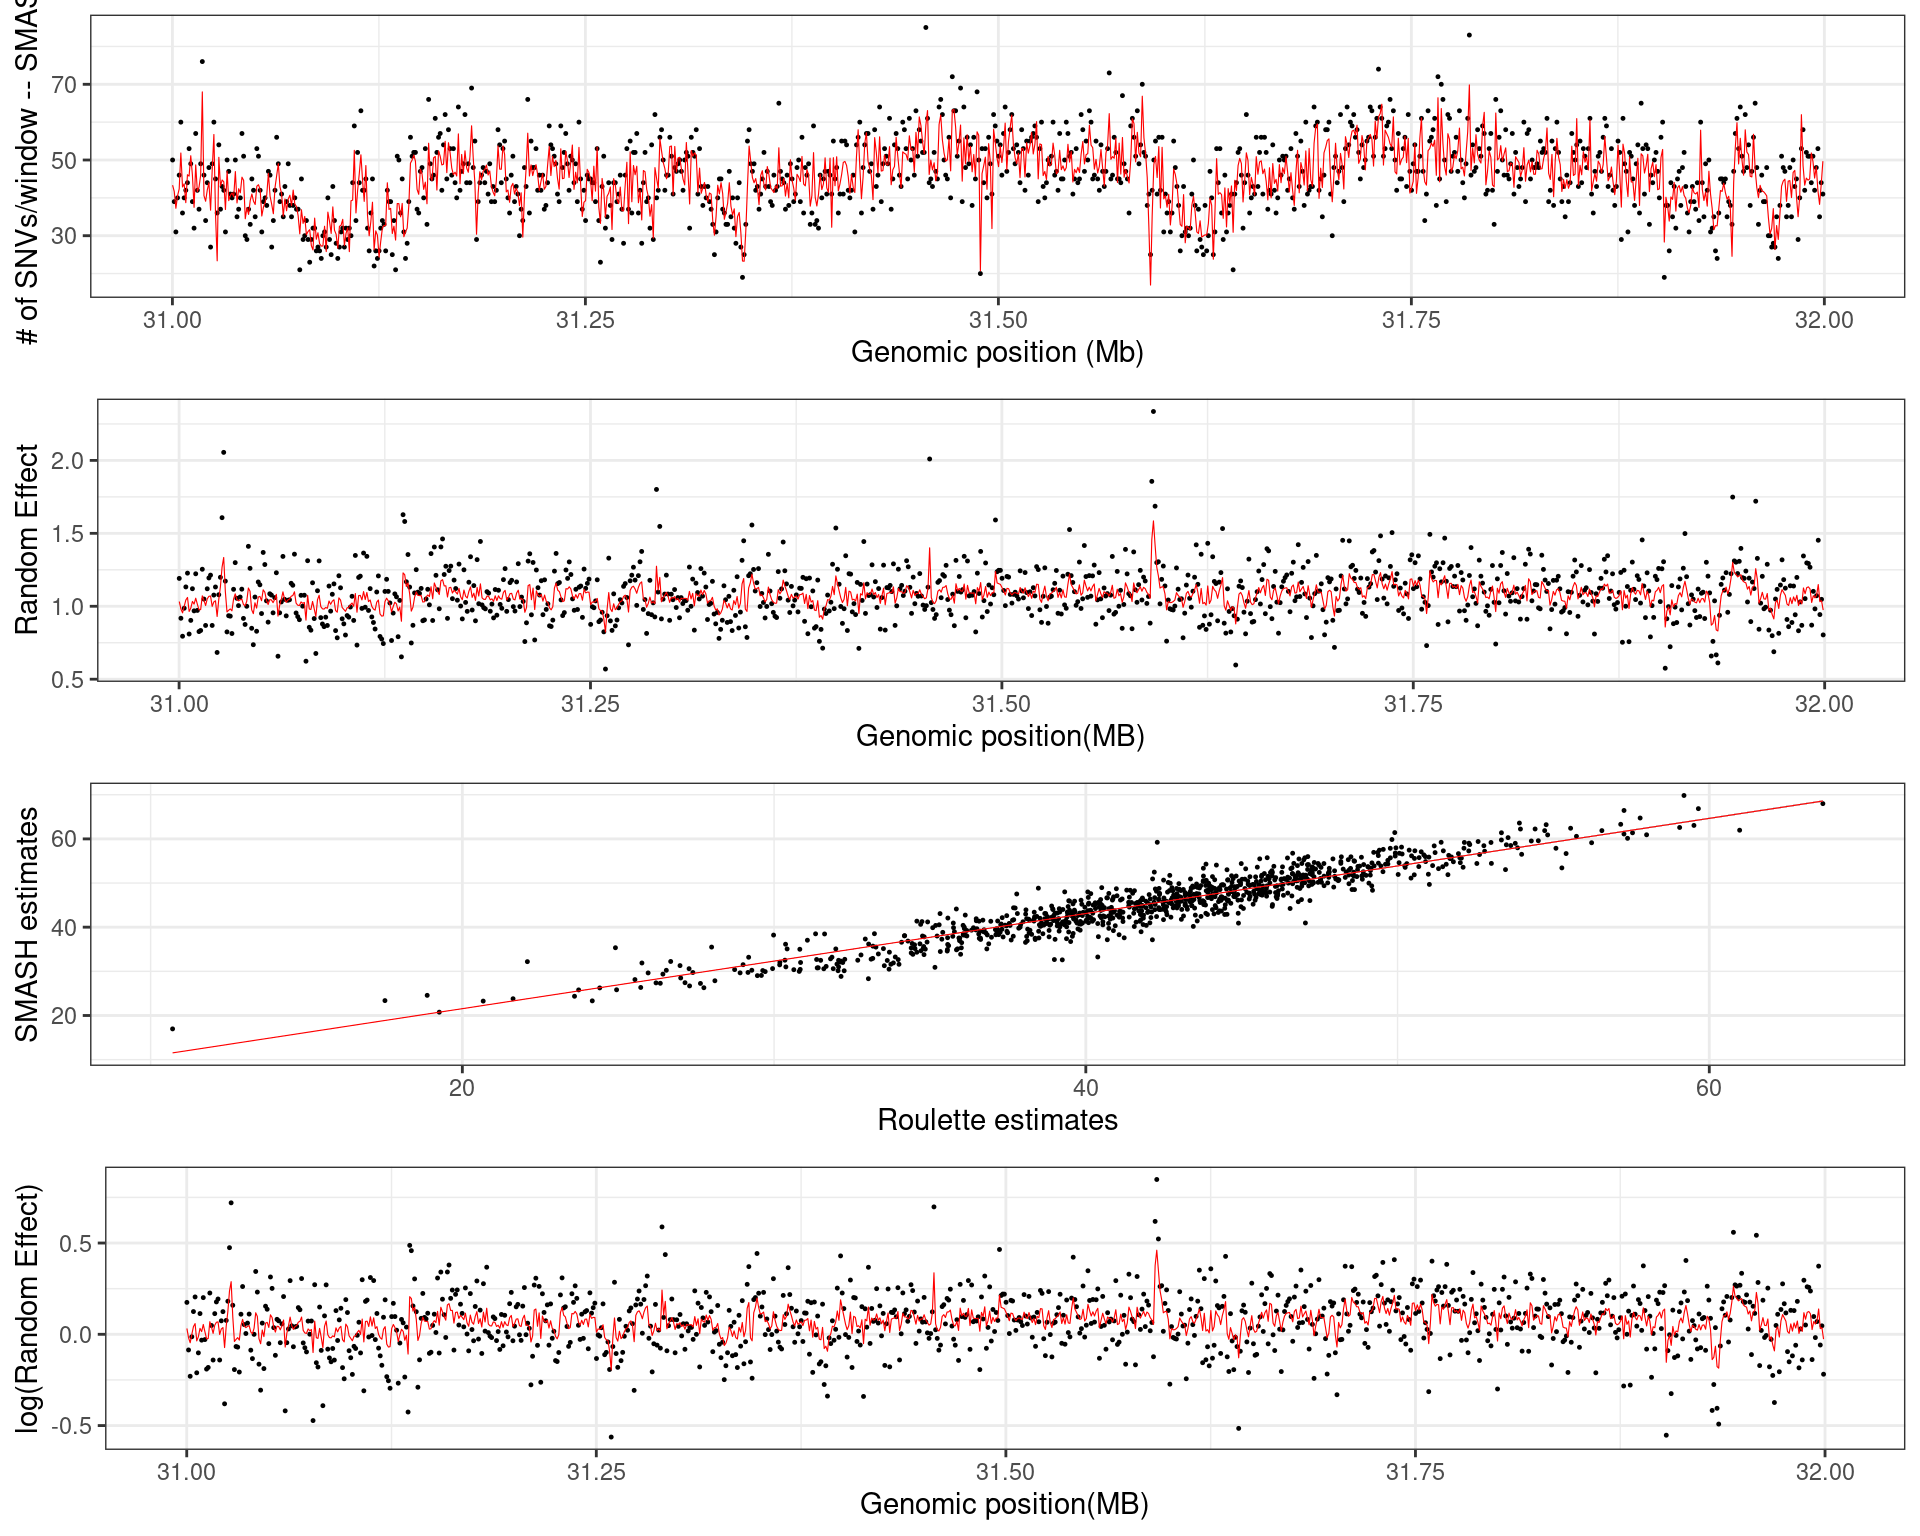 # of SNVs/window -- SMAS
70
50
30
31.00 31.25 31.50 31.75 32.00
Genomic position (Mb)
Random Effect
2.0
1.5
1.0
0.5
31.00 31.25 31.50 31.75 32.00
Genomic position(MB)
SMASH estimates
60
40
20
20 40 60
Roulette estimates
log(Random Effect)
0.5
0.0
-0.5
31.00 31.25 31.50 31.75 32.00
Genomic position(MB)